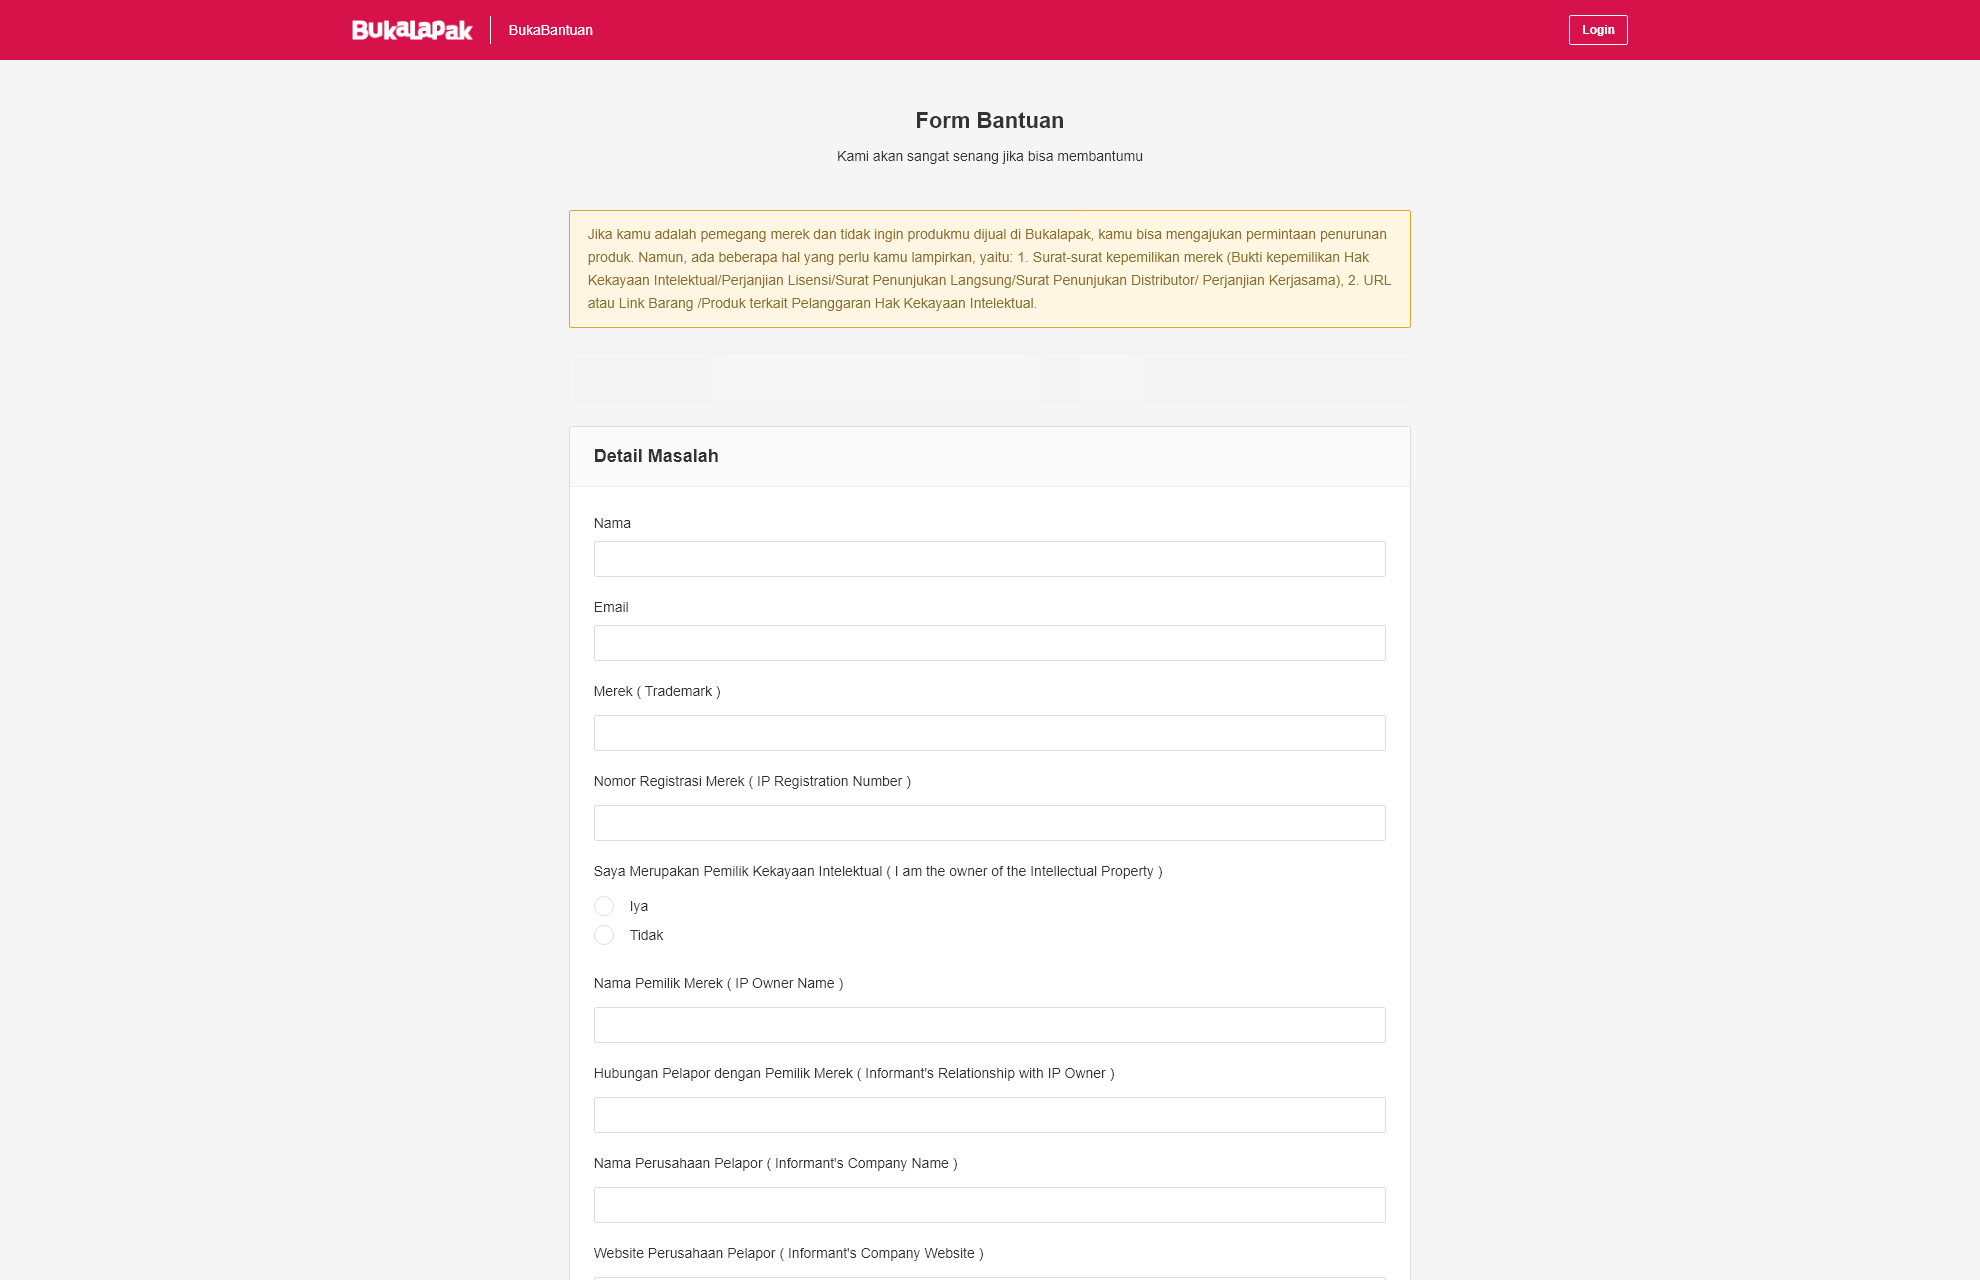 BukaLapak
BukaBantuan
Login
Form Bantuan
Kami akan sangat senang jika bisa membantumu
Jika kamu adalah pemegang merek dan tidak ingin produkmu dijual di Bukalapak, kamu bisa mengajukan permintaan penurunan
produk. Namun, ada beberapa hal yang perlu kamu lampirkan, yaitu: 1. Surat-surat kepemilikan merek (Bukti kepemilikan Hak
Kekayaan Intelektual/Perjanjian Lisensi/Surat Penunjukan Langsung/Surat Penunjukan Distributor/ Perjanjian Kerjasama), 2. URL
atau Link Barang /Produk terkait Pelanggaran Hak Kekayaan Intelektual.
Detail Masalah
Nama
Email
Merek ( Trademark )
Nomor Registrasi Merek ( IP Registration Number )
Saya Merupakan Pemilik Kekayaan Intelektual ( I am the owner of the Intellectual Property )
Iya
Tidak
Nama Pemilik Merek ( IP Owner Name )
Hubungan Pelapor dengan Pemilik Merek ( Informant's Relationship with IP Owner )
Nama Perusahaan Pelapor ( Informant's Company Name )
Website Perusahaan Pelapor ( Informant's Company Website )